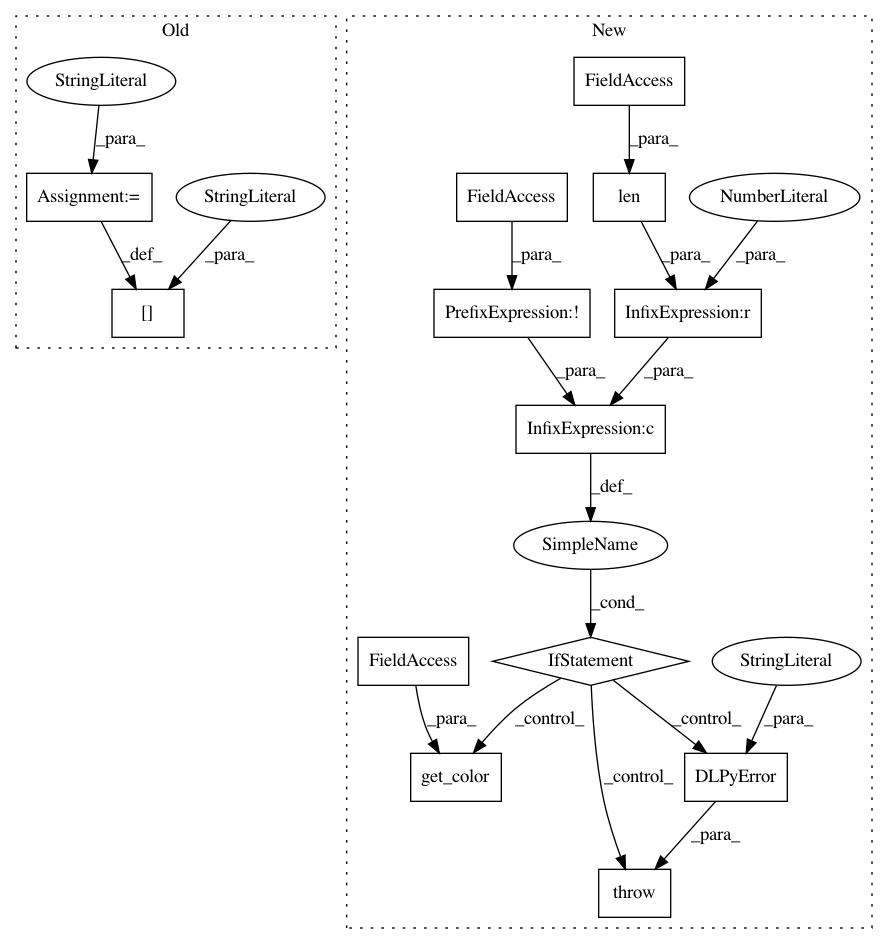 Old
New
StringLiteral
FieldAccess
_para_
_para_
Assignment:=
StringLiteral
FieldAccess
len
NumberLiteral
_def_
_para_
_para_
_para_
_para_
[]
PrefixExpression:!
InfixExpression:r
_para_
_para_
InfixExpression:c
_def_
SimpleName
_cond_
FieldAccess
IfStatement
StringLiteral
_para_
_control_
_control_
_para_
get_color
_control_
DLPyError
_para_
throw